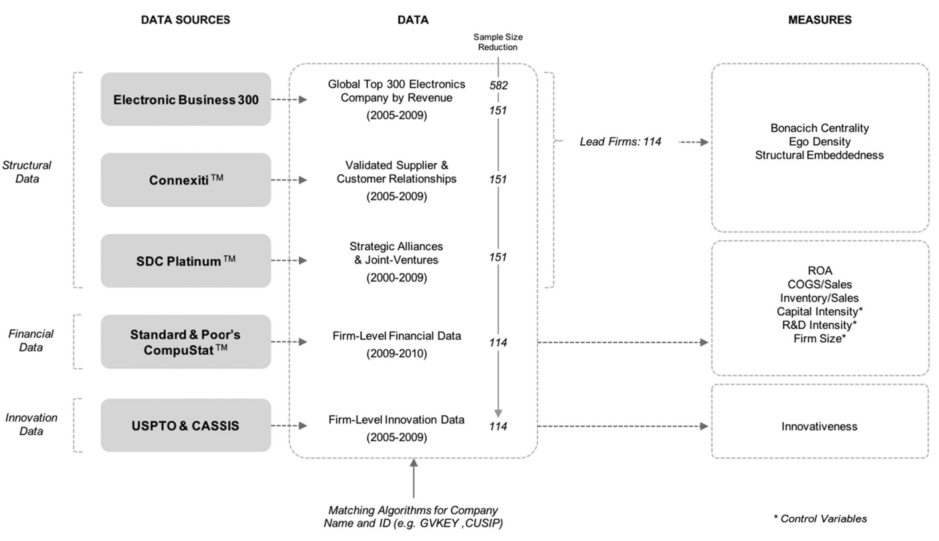 DATA SOURCES
DATA
MEASURES
Sample Size
Reduction
Structural
Data
Electronic Business 300
Global Top 300 Electronics
Company by Revenue
(2005-2009)
582
151
Connexiti™
Validated Supplier &
Customer Relationships
(2005-2009)
151
SDC Platinum™
Strategic Alliances
& Joint-Ventures
(2000-2009)
151
Lead Firms: 114
Bonacich Centrality
Ego Density
Structural Embeddedness
Financial
Data
Standard & Poor's
CompuStat™
Firm-Level Financial Data
(2009-2010)
114
ROA
COGS/Sales
Inventory/Sales
Capital Intensity*
R&D Intensity*
Firm Size*
Innovation
Data
USPTO & CASSIS
Firm-Level Innovation Data
(2005-2009)
114
Innovativeness
Matching Algorithms for Company
Name and ID (e.g. GVKEY ,CUSIP)
* Control Variables